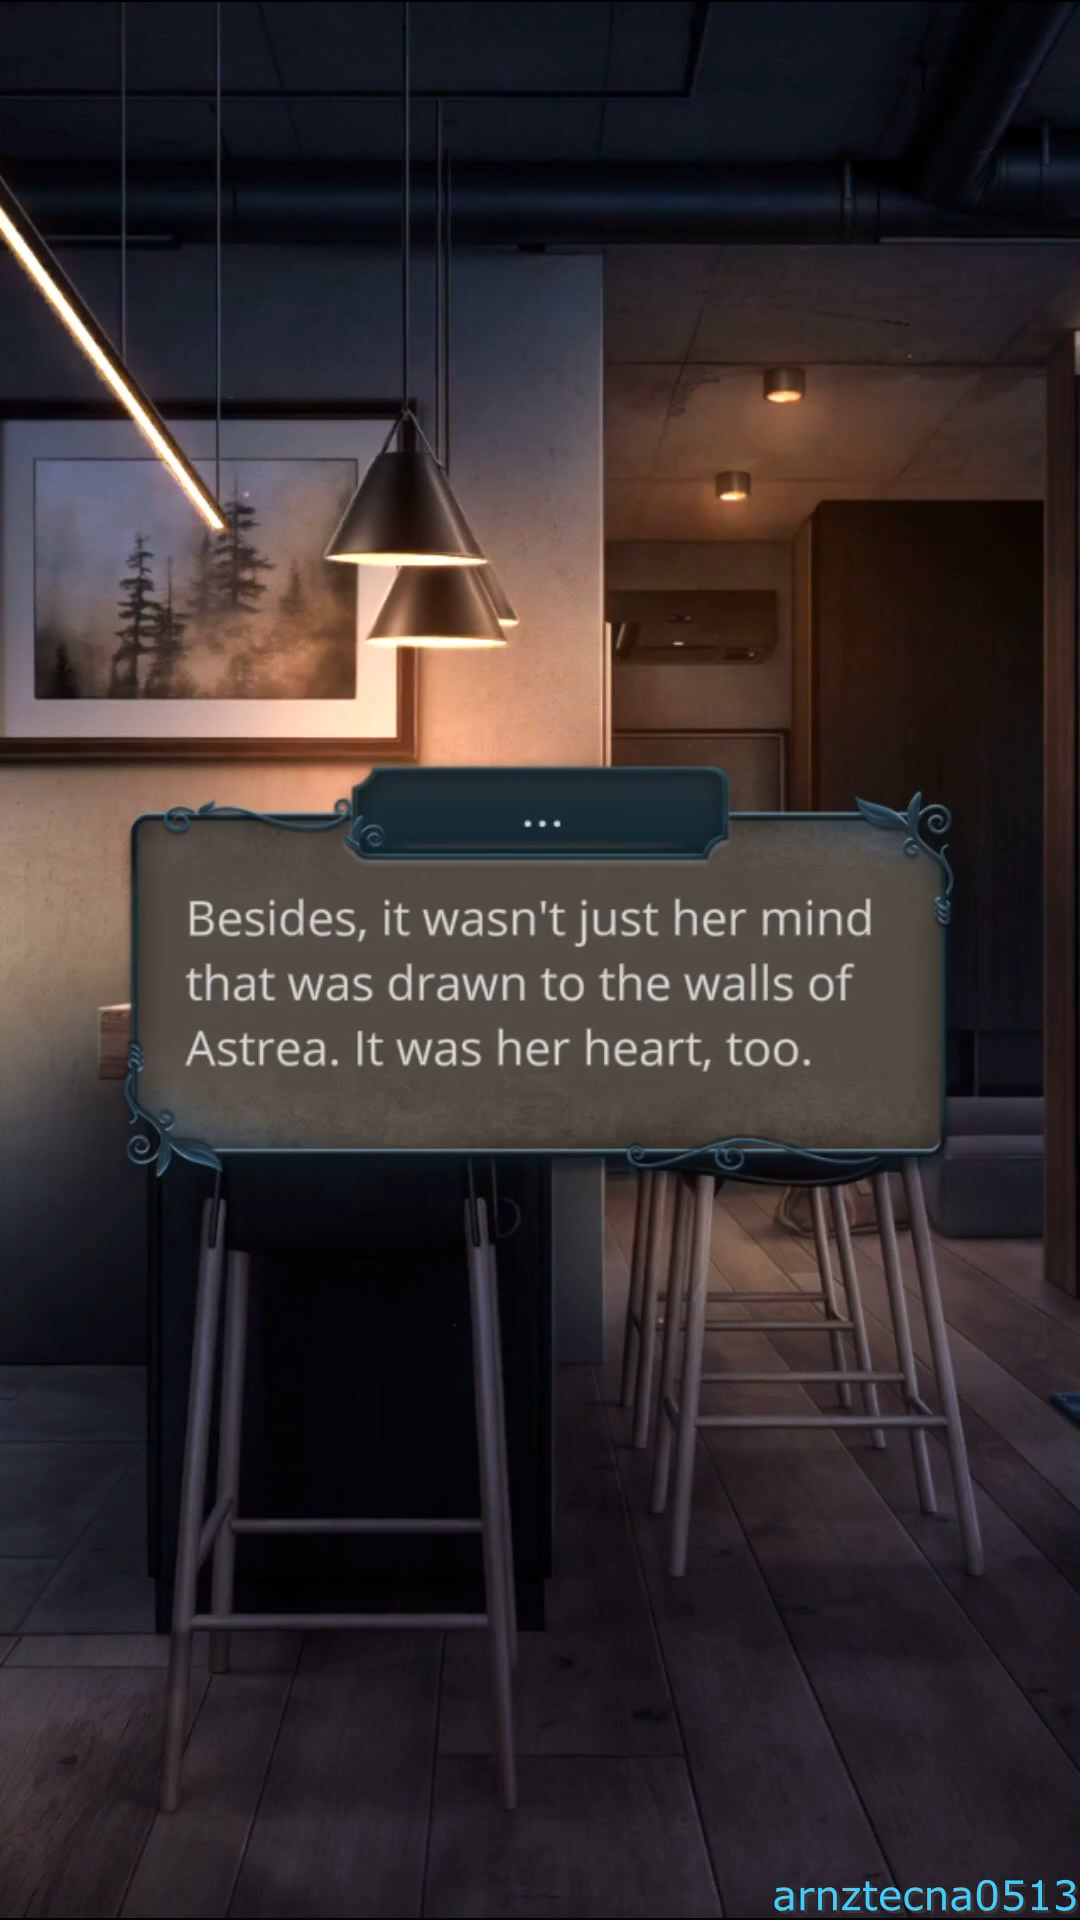 ...
Besides, it wasn't just her mind
that was drawn to the walls of
Astrea. It was her heart, too.
arnztecna0513